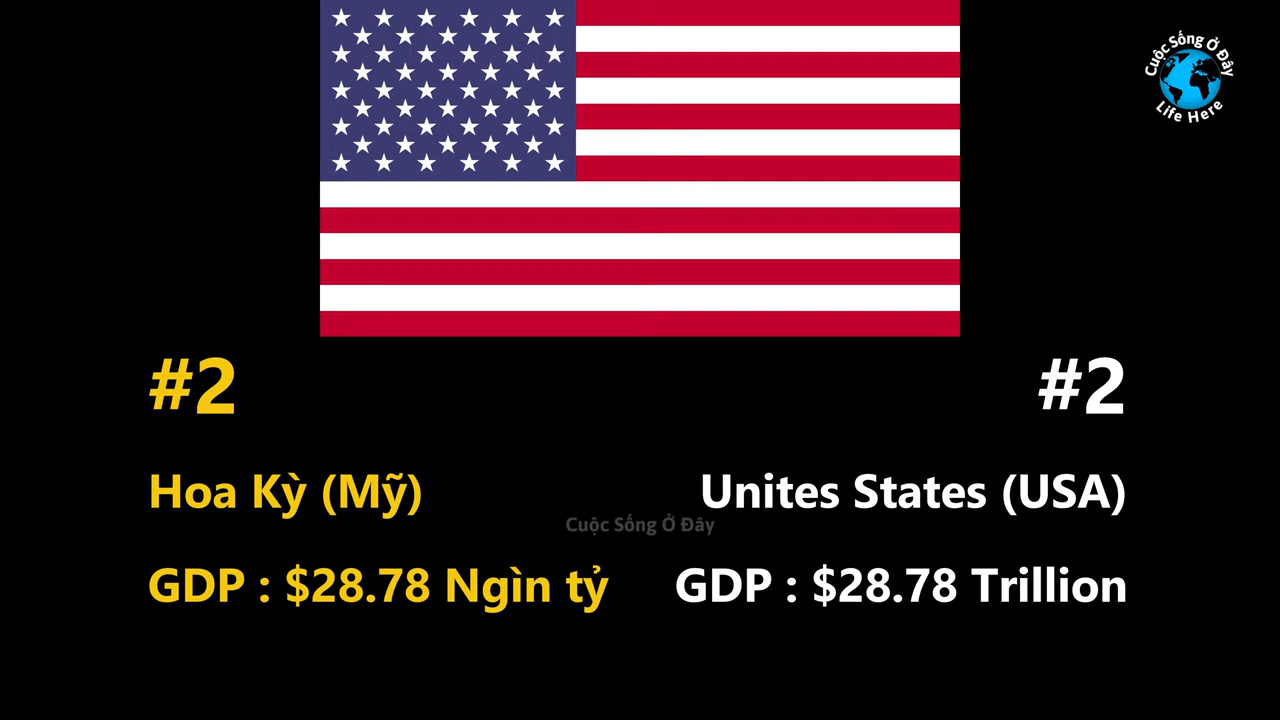 Cuộc Sống Ở Đây
Life Here
#2
#2
Hoa Kỳ (Mỹ)
Unites States (USA)
Cuộc Sống Ở Đây
GDP : $28.78 Ngìn tỷ
GDP : $28.78 Trillion